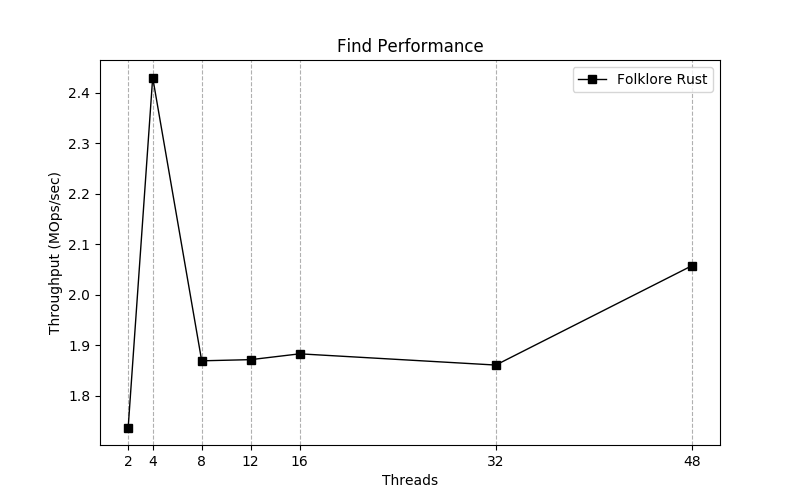 Find Performance
Folklore Rust
Throughput (MOps/sec)
2.4
2.3
2.2
2.1
2.0
1.9
1.8
2 4 8 12 16 32 48
Threads